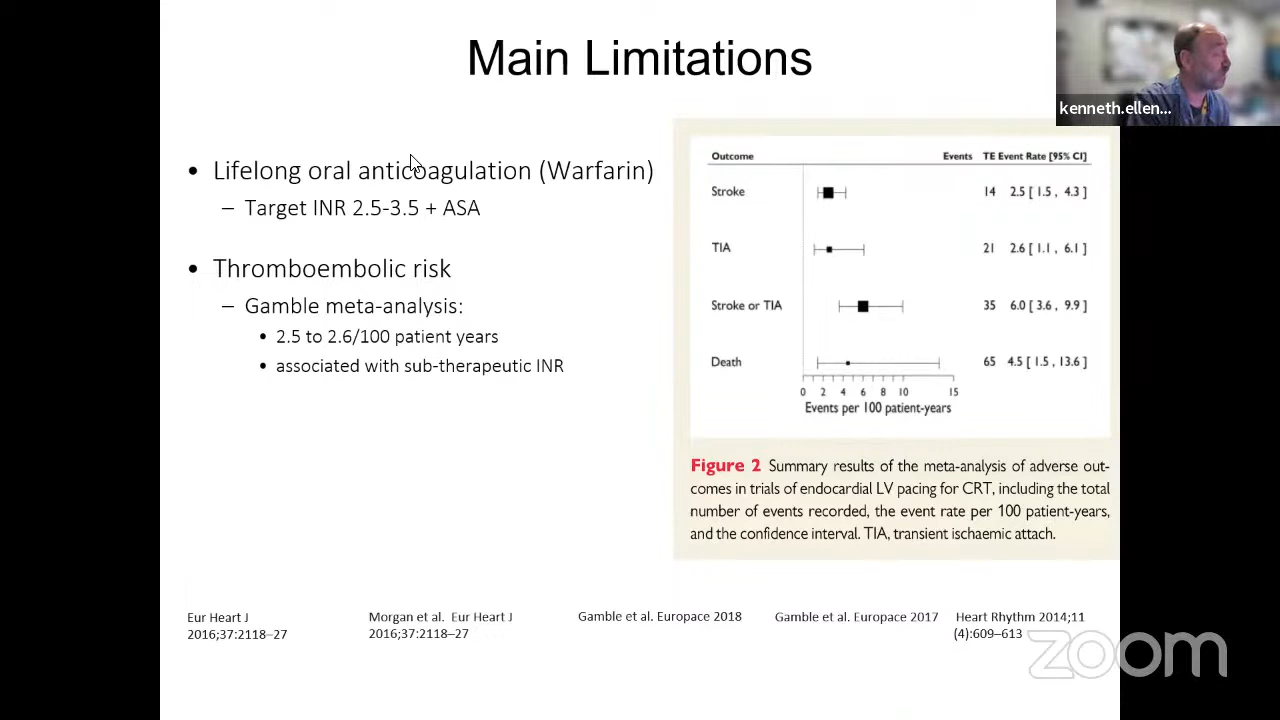 Main Limitations
kenneth.ellen...
• Lifelong oral anticoagulation (Warfarin)
– Target INR 2.5-3.5 + ASA
• Thromboembolic risk
– Gamble meta-analysis:
• 2.5 to 2.6/100 patient years
• associated with sub-therapeutic INR
Outcome Events TE Event Rate [95% CI]
Stroke 14 2.5 [ 1.5 , 4.3 ]
TIA 21 2.6 [ 1.1 , 6.1 ]
Stroke or TIA 35 6.0 [ 3.6 , 9.9 ]
Death 65 4.5 [ 1.5 , 13.6 ]
0 2 4 6 8 10 15
Events per 100 patient-years
Figure 2 Summary results of the meta-analysis of adverse out-
comes in trials of endocardial LV pacing for CRT, including the total
number of events recorded, the event rate per 100 patient-years,
and the confidence interval. TIA, transient ischaemic attach.
Eur Heart J
2016;37:2118–27
Morgan et al. Eur Heart J
2016;37:2118–27
Gamble et al. Europace 2018
Gamble et al. Europace 2017
Heart Rhythm 2014;11
(4):609–613
zoom